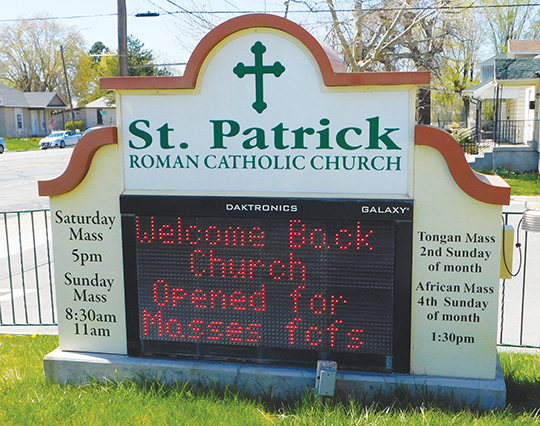 St. Patrick
ROMAN CATHOLIC CHURCH
DAKTRONICS GALAXY®
Saturday
Mass
5pm
Sunday
Mass
8:30am
11am
Welcome Back
Church
Opened for
Masses fofs
Tongan Mass
2nd Sunday
of month
African Mass
4th Sunday
of month
1:30pm